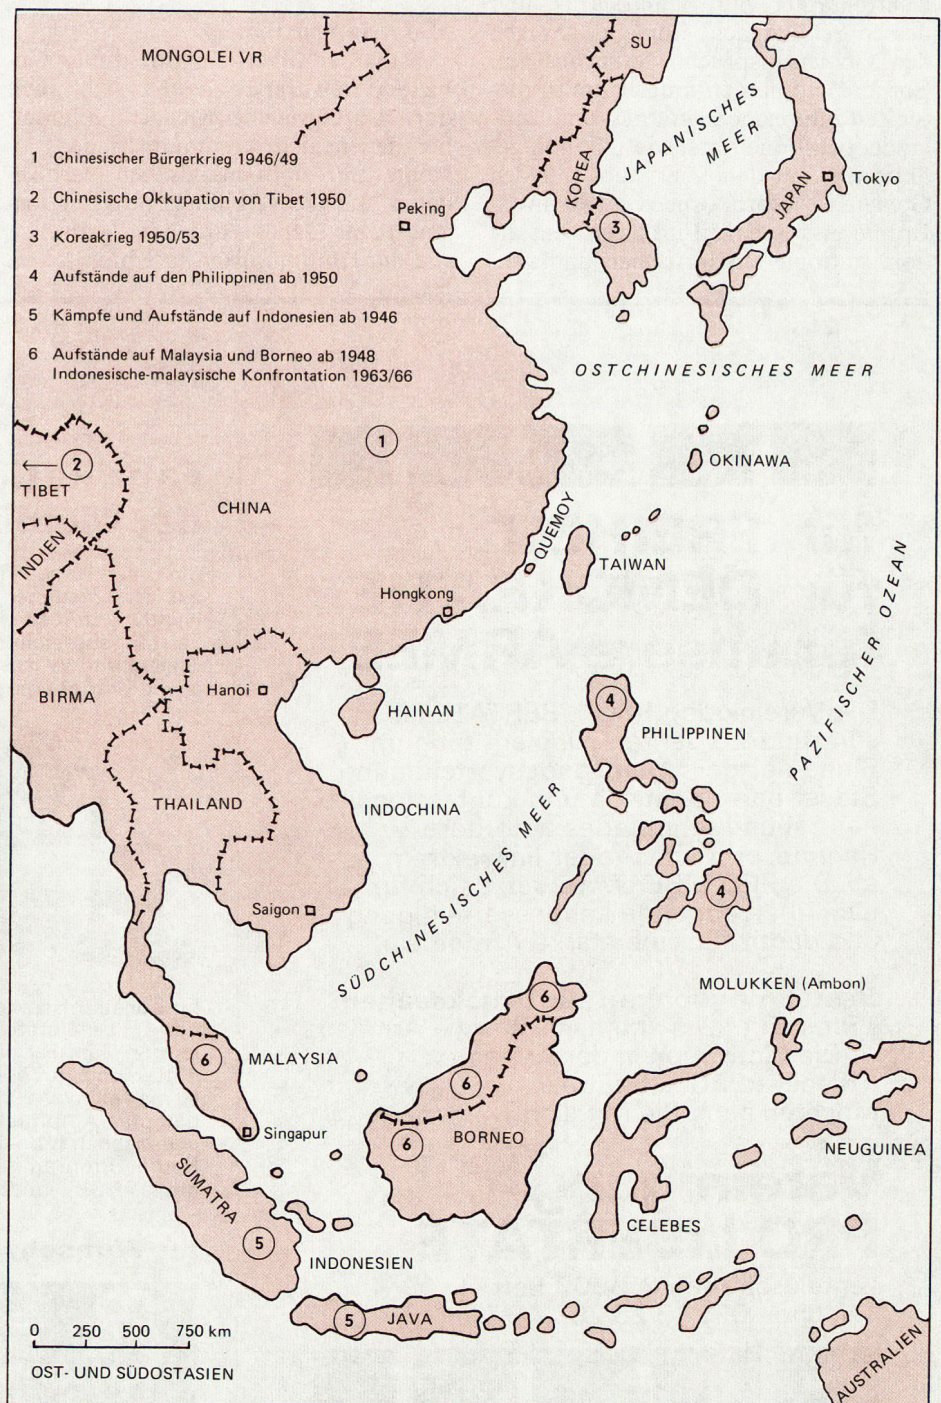 MONGOLEI VR
SU
1 Chinesischer Bürgerkrieg 1946/49
2 Chinesische Okkupation von Tibet 1950
3 Koreakrieg 1950/53
4 Aufstände auf den Philippinen ab 1950
5 Kämpfe und Aufstände auf Indonesien ab 1946
6 Aufstände auf Malaysia und Borneo ab 1948
Indonesische-malaysische Konfrontation 1963/66
JAPANISCHES
MEER
KOREA
JAPAN
Tokyo
Peking
3
OSTCHINESISCHES MEER
1
2
TIBET
OKINAWA
CHINA
INDIEN
QUEMOY
TAIWAN
Hongkong
PAZIFISCHER OZEAN
BIRMA
Hanoi
HAINAN
4
PHILIPPINEN
THAILAND
INDOCHINA
SÜDCHINESISCHES MEER
4
Saigon
MOLUKKEN (Ambon)
6
6
MALAYSIA
6
Singapur
6
BORNEO
NEUGUINEA
SUMATRA
CELEBES
5
INDONESIEN
5
JAVA
0 250 500 750 km
OST- UND SÜDOSTASIEN
AUSTRALIEN